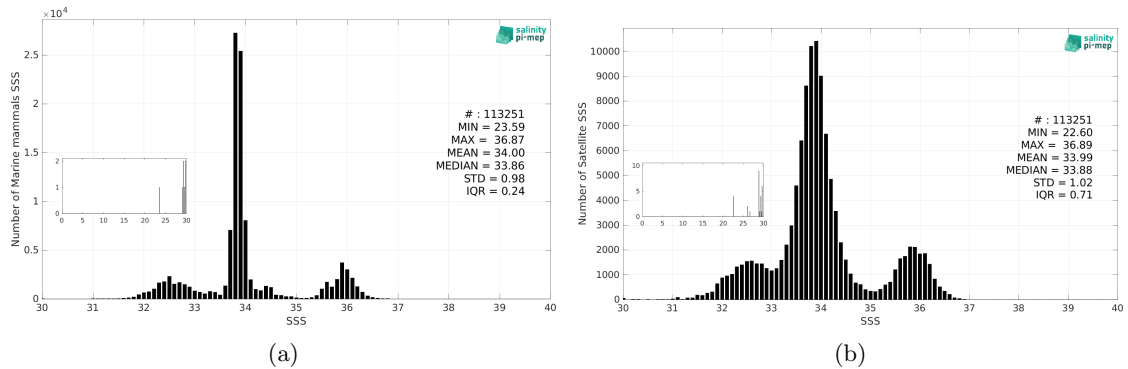 ×10⁴
2.5
2
1.5
1
0.5
0
30 31 32 33 34 35 36 37 38 39 40
SSS
Number of Marine mammals SSS
salinity
pi-mep
# : 113251
MIN = 23.59
MAX = 36.87
MEAN = 34.00
MEDIAN = 33.86
STD = 0.98
IQR = 0.24
2
1
0
0 5 10 15 20 25 30
(a)
10000
9000
8000
7000
6000
5000
4000
3000
2000
1000
0
30 31 32 33 34 35 36 37 38 39 40
SSS
Number of Satellite SSS
salinity
pi-mep
# : 113251
MIN = 22.60
MAX = 36.89
MEAN = 33.99
MEDIAN = 33.88
STD = 1.02
IQR = 0.71
10
5
0
0 5 10 15 20 25 30
(b)